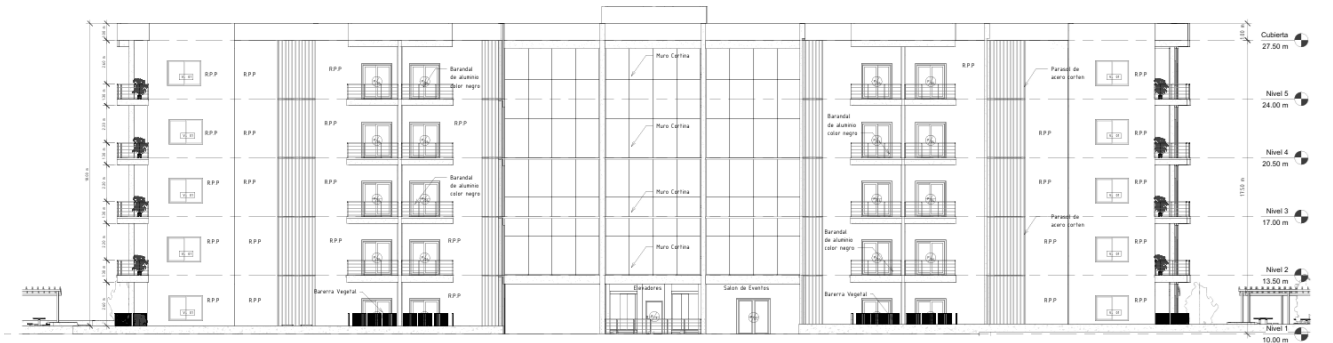 Cubierta
27.50 m
Muro Cortina
R.P.P
R.P.P
R.P.P
Barandal
de aluminio
color negro
R.P.P
Parasol de
acero corten
R.P.P
Nivel 5
24.00 m
R.P.P
R.P.P
R.P.P
R.P.P
Muro Cortina
Barandal
de aluminio
color negro
R.P.P
R.P.P
Nivel 4
20.50 m
R.P.P
R.P.P
R.P.P
Barandal
de aluminio
color negro
Muro Cortina
R.P.P
Nivel 3
17.00 m
17.50 m
Parasol de
acero corten
R.P.P
R.P.P
R.P.P
R.P.P
Muro Cortina
Barandal
de aluminio
color negro
R.P.P
R.P.P
Nivel 2
13.50 m
Barerra Vegetal
R.P.P
R.P.P
R.P.P
Elevadores
Salon de Eventos
Barrera Vegetal
R.P.P
R.P.P
Nivel 1
10.00 m